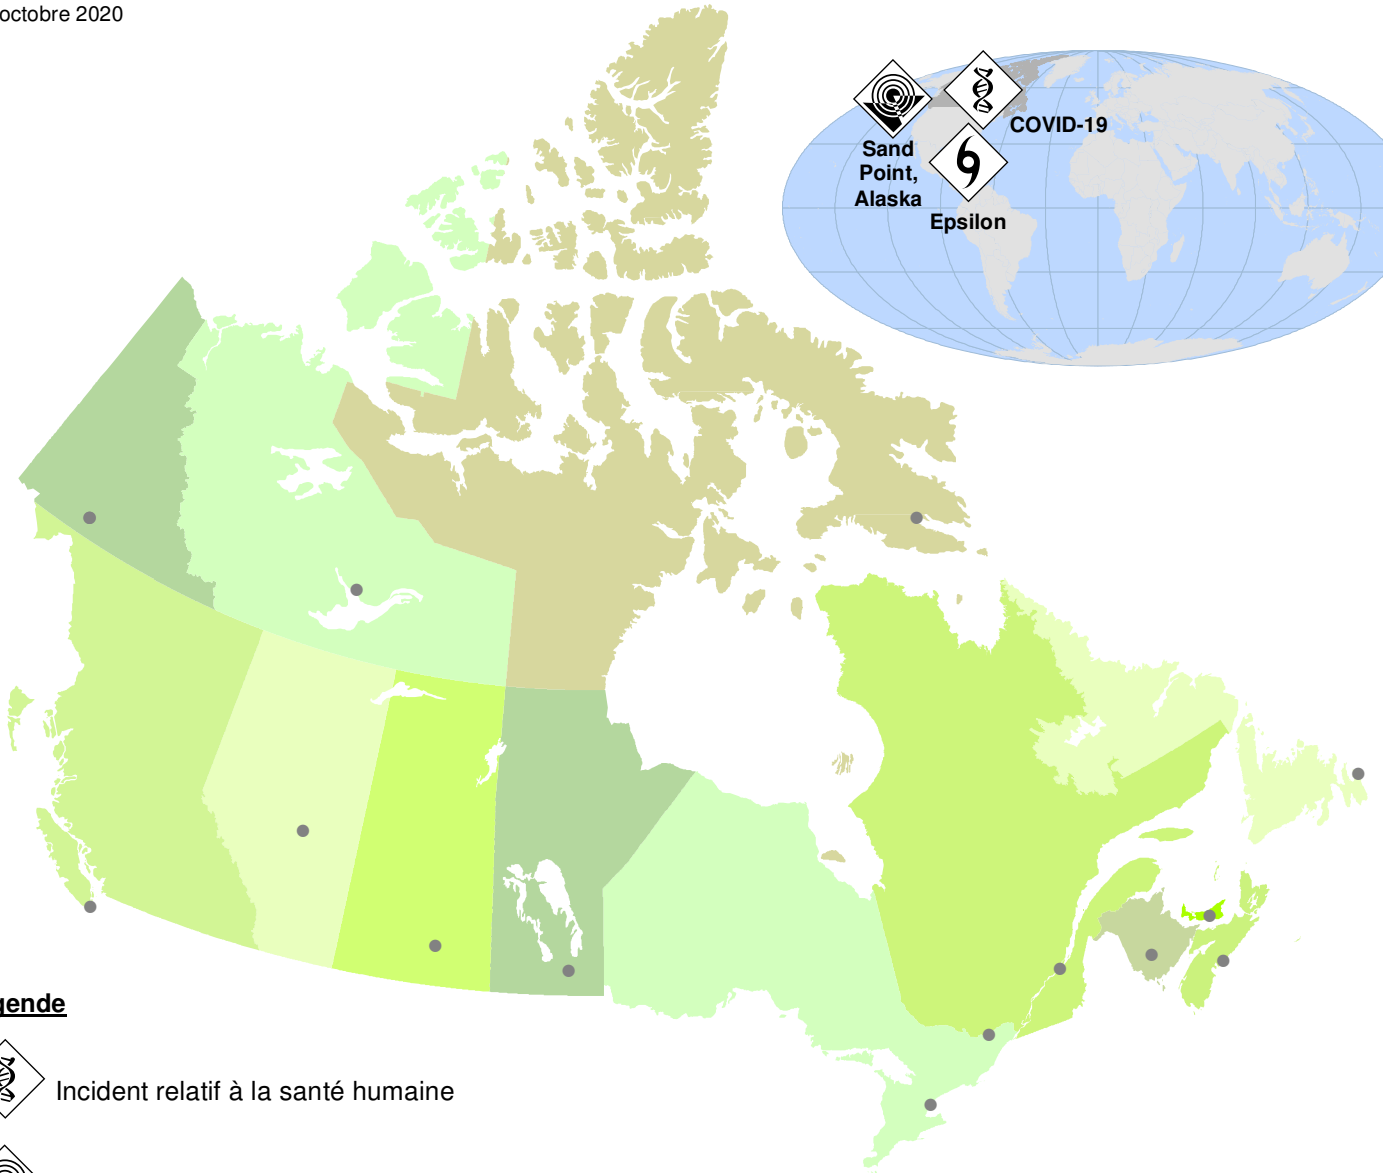 octobre 2020
COVID-19
Sand
Point,
Alaska
Epsilon
gende
Incident relatif à la santé humaine